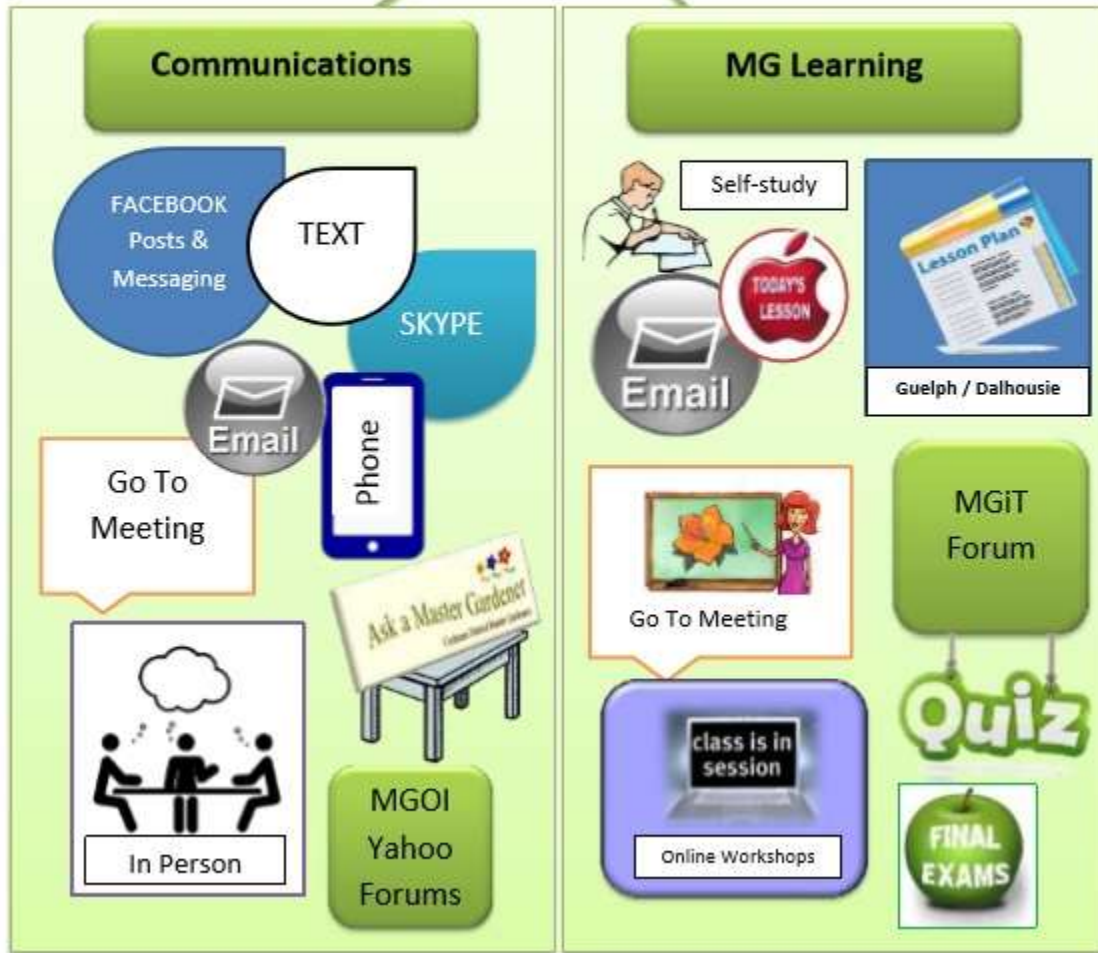 Communications
FACEBOOK
Posts &
Messaging
TEXT
SKYPE
Email
Phone
Go To
Meeting
Ask a Master Gardener
In Person
MGOI
Yahoo
Forums
MG Learning
Self-study
TODAY'S
LESSON
Email
Lesson Plan
Guelph / Dalhousie
Go To Meeting
MGiT
Forum
Quiz
class is in
session
Online Workshops
FINAL
EXAMS